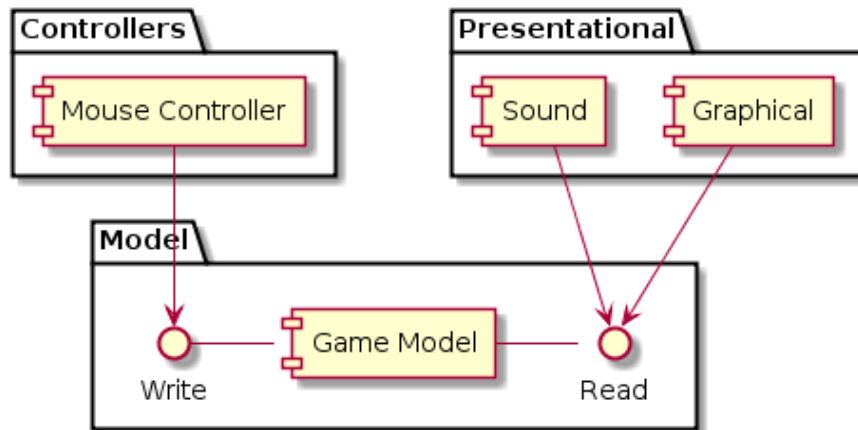 Controllers
Presentational
Mouse Controller
Sound
Graphical
Model
Game Model
Write
Read